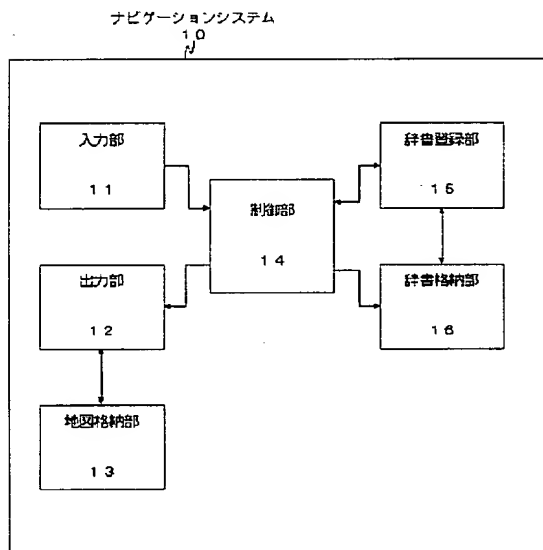 ナビゲーションシステム
10
入力部
11
制御部
14
辞書登録部
15
出力部
12
辞書格納部
16
地図格納部
13